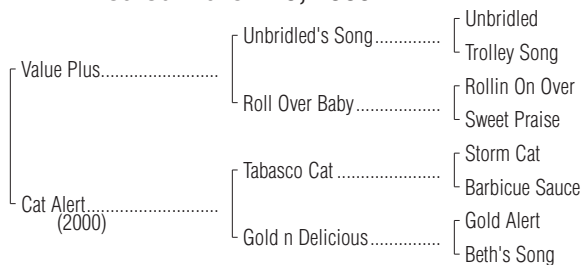 Unbridled
Unbridled's Song..............
Trolley Song
Value Plus..........................
Rollin On Over
Roll Over Baby..................
Sweet Praise
Storm Cat
Tabasco Cat ......................
Barbicue Sauce
Cat Alert.............................
(2000)
Gold Alert
Gold n Delicious...............
Beth's Song